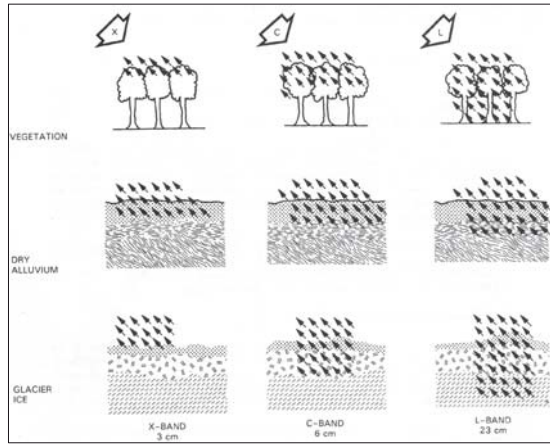 X C L
VEGETATION
DRY
ALLUVIUM
GLACIER
ICE
X-BAND C-BAND L-BAND
3 cm 6 cm 23 cm